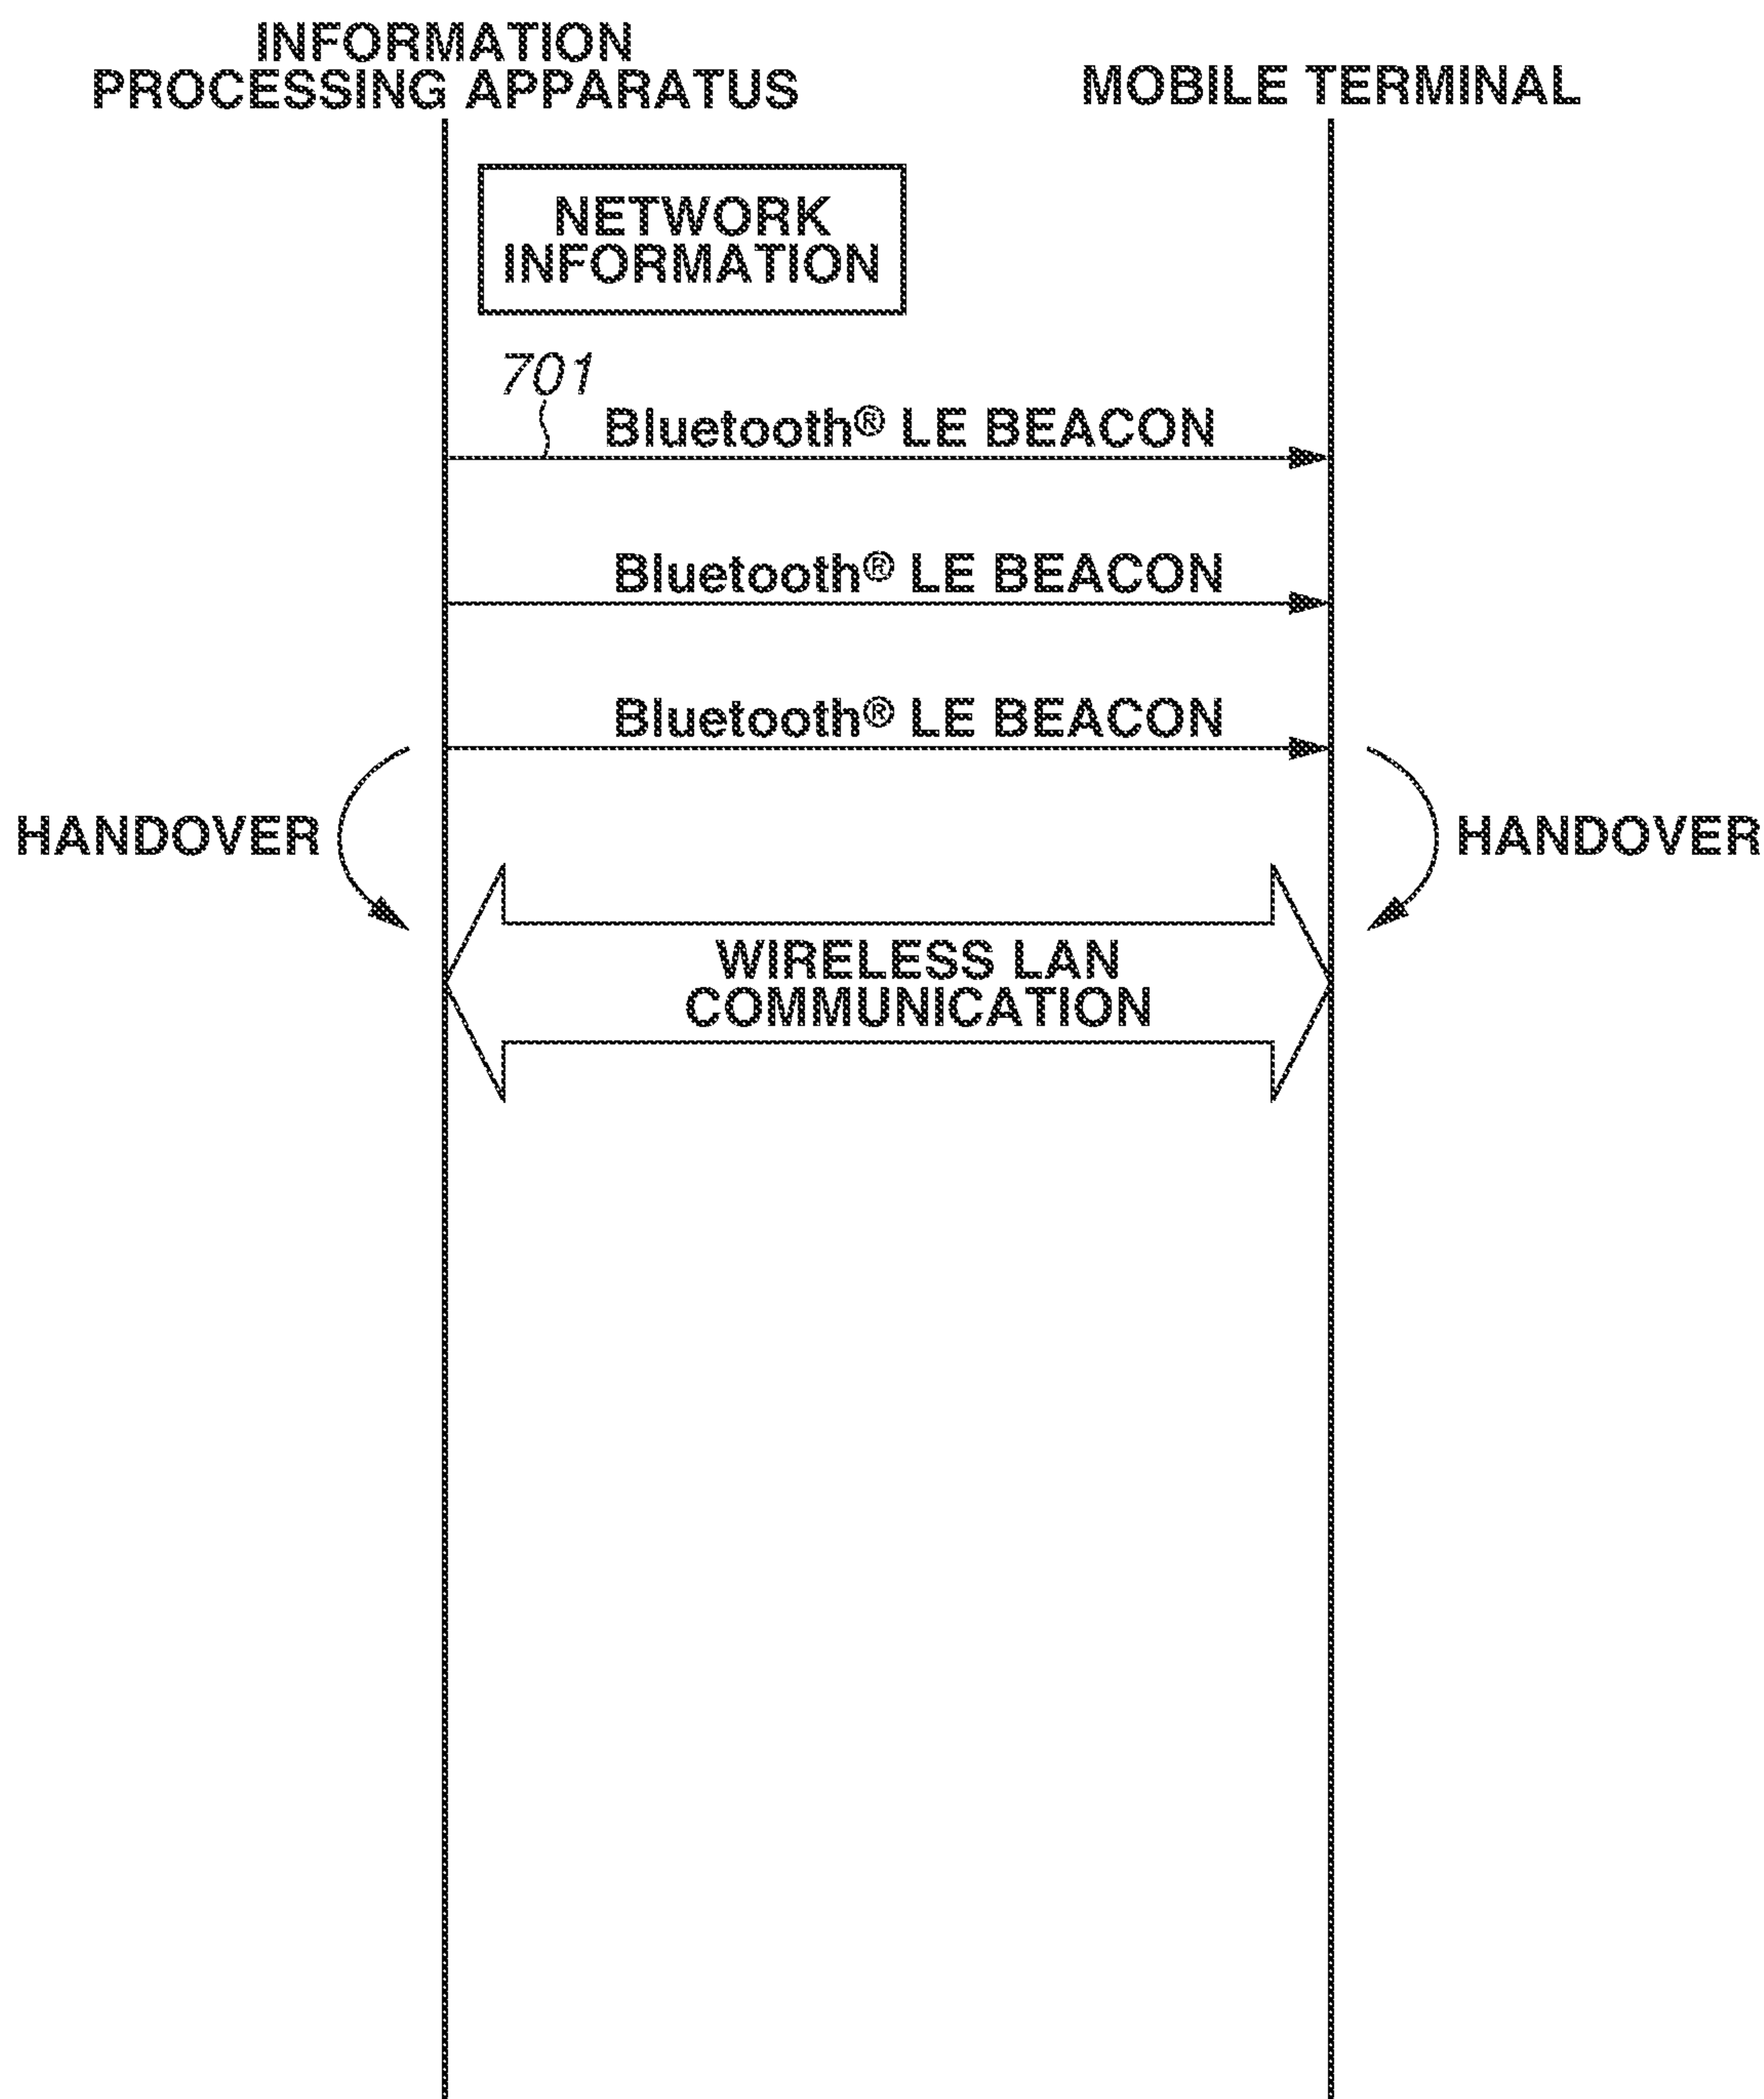 INFORMATION
PROCESSING APPARATUS
MOBILE TERMINAL
NETWORK
INFORMATION
701
Bluetooth® LE BEACON
Bluetooth® LE BEACON
Bluetooth® LE BEACON
HANDOVER
HANDOVER
WIRELESS LAN
COMMUNICATION